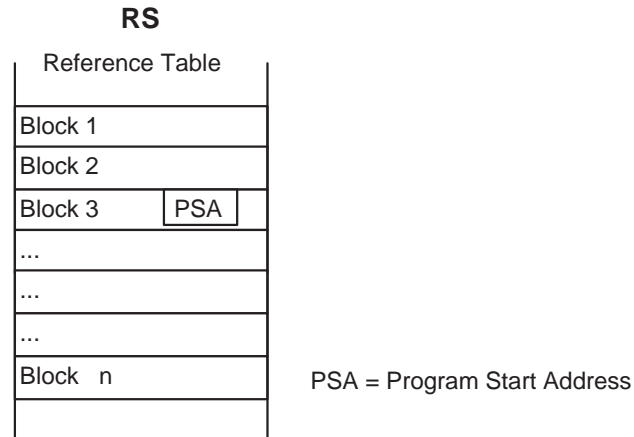 RS
Reference Table
Block 1
Block 2
Block 3 PSA
...
...
...
Block n
PSA = Program Start Address